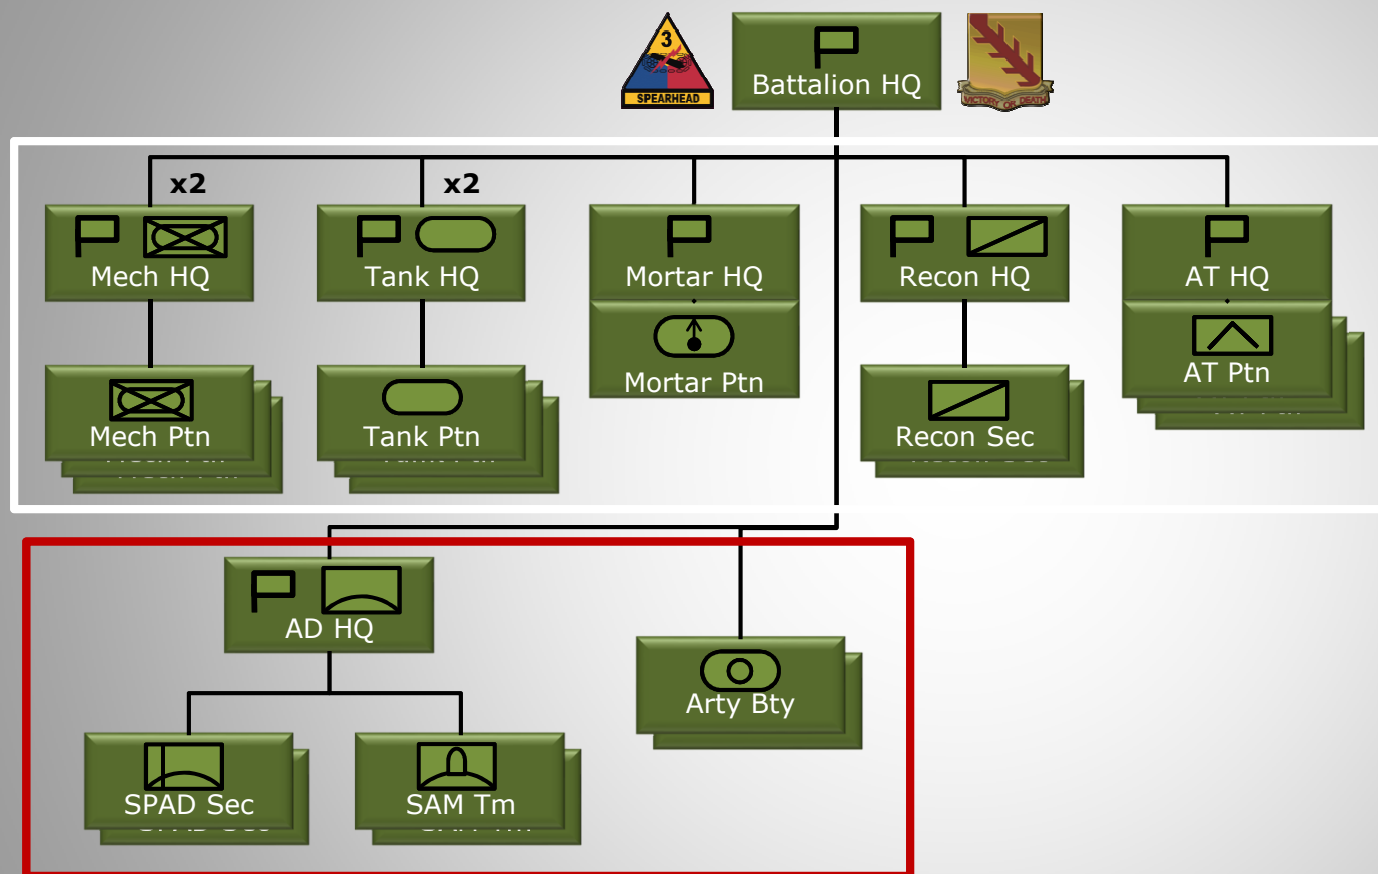 3
SPEARHEAD
Battalion HQ
VICTORY OR DEATH
x2
x2
Mech HQ
Tank HQ
Mortar HQ
Recon HQ
AT HQ
Mortar Ptn
AT Ptn
Mech Ptn
Tank Ptn
Recon Sec
AD HQ
Arty Bty
SPAD Sec
SAM Tm